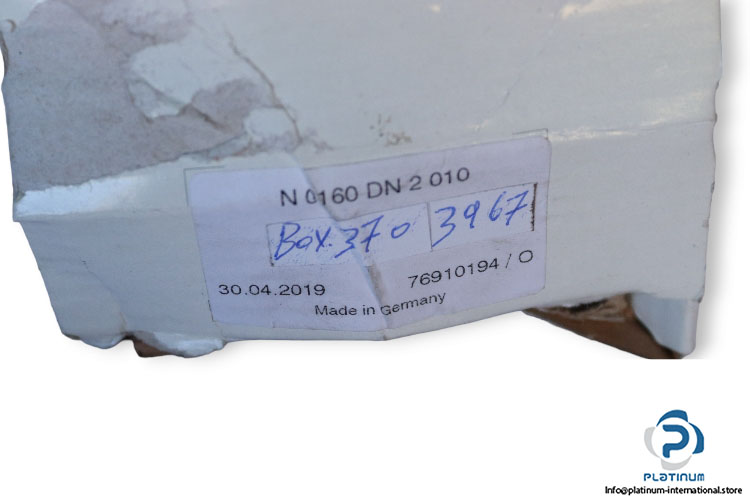 N 0160 DN 2 010
Box.370 3967
30.04.2019 76910194 / O
Made in Germany
PLATINUM
Info@platinum-international.store